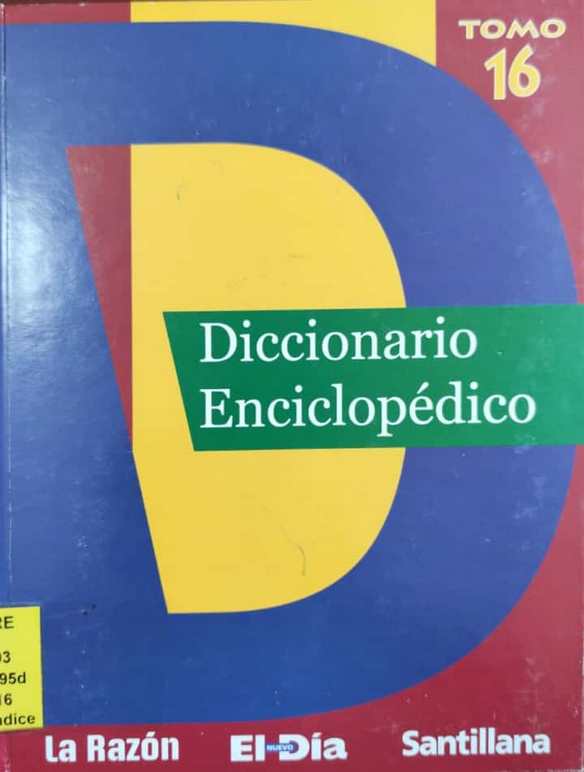 TOMO
16
Diccionario
Enciclopédico
RE
03
95d
16
ndice
La Razón
El NUEVO Día
Santillana